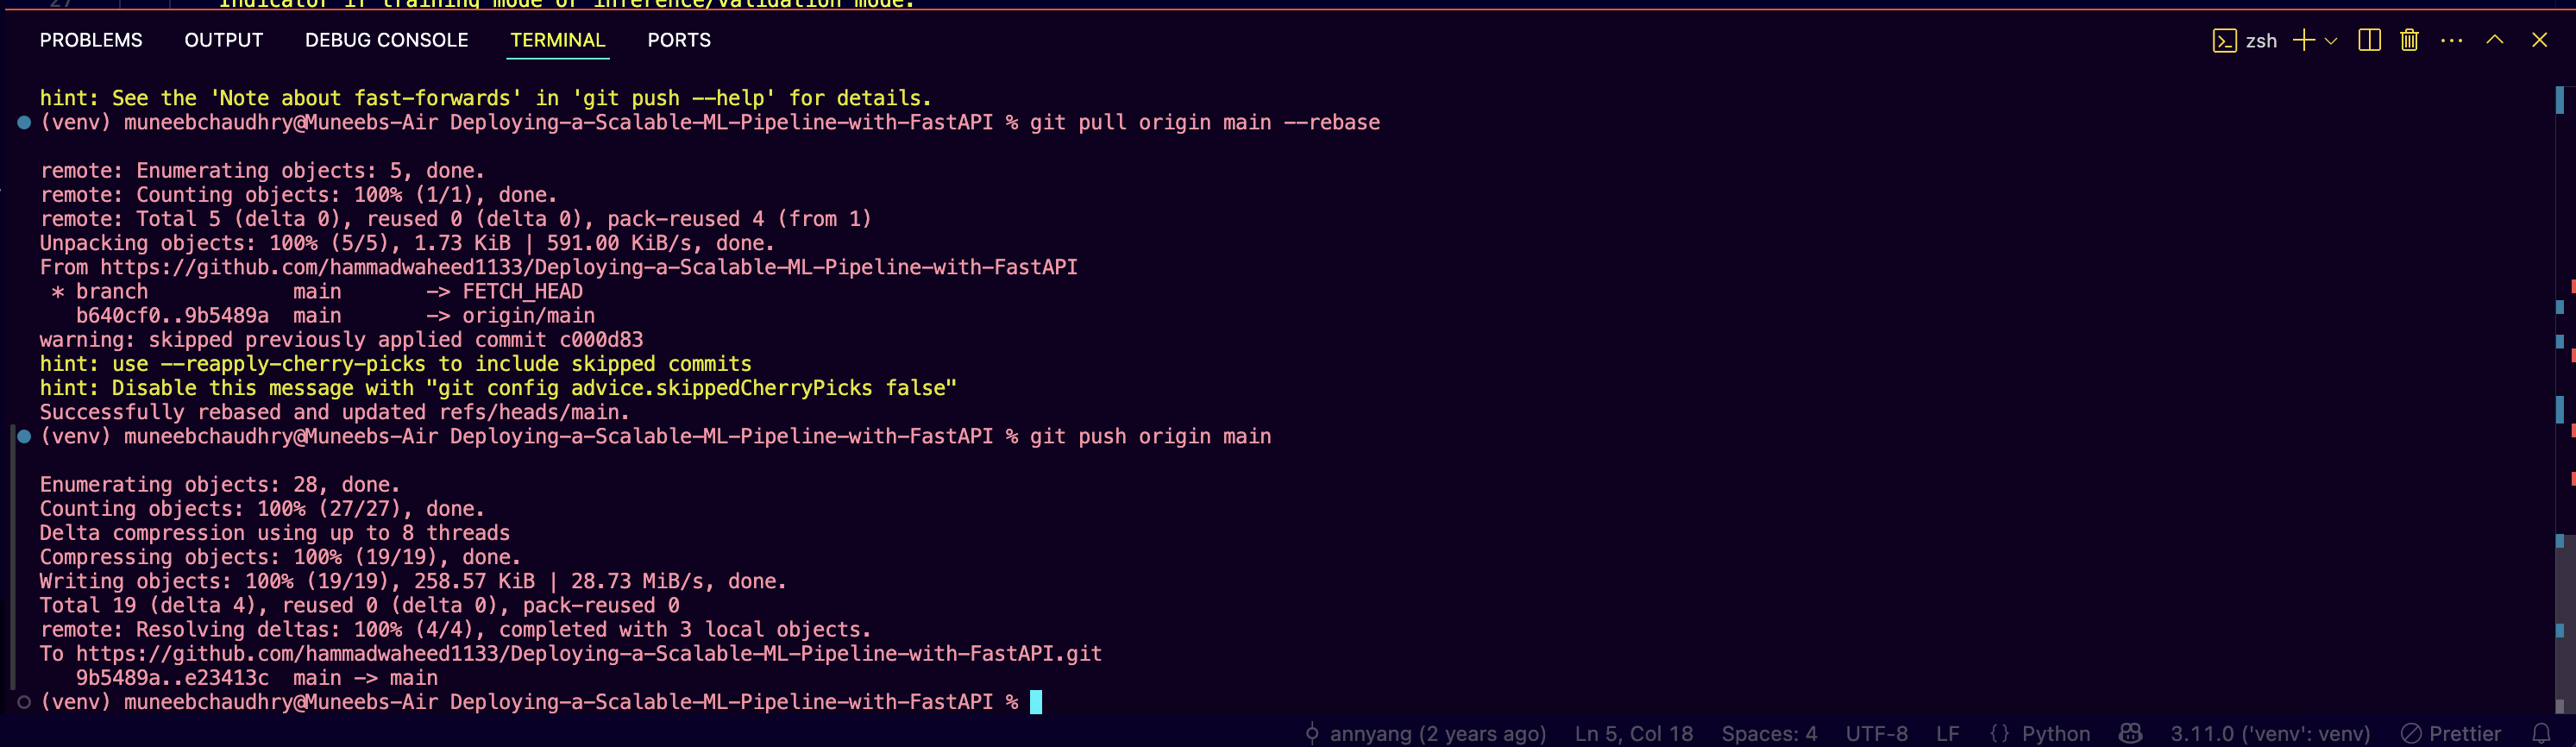 27 Indicator if training mode or inference/validation mode.
PROBLEMS OUTPUT DEBUG CONSOLE TERMINAL PORTS zsh
hint: See the 'Note about fast-forwards' in 'git push --help' for details.
(venv) muneebchaudhry@Muneebs-Air Deploying-a-Scalable-ML-Pipeline-with-FastAPI % git pull origin main --rebase
remote: Enumerating objects: 5, done.
remote: Counting objects: 100% (1/1), done.
remote: Total 5 (delta 0), reused 0 (delta 0), pack-reused 4 (from 1)
Unpacking objects: 100% (5/5), 1.73 KiB | 591.00 KiB/s, done.
From https://github.com/hammadwaheed1133/Deploying-a-Scalable-ML-Pipeline-with-FastAPI
* branch main -> FETCH_HEAD
b640cf0..9b5489a main -> origin/main
warning: skipped previously applied commit c000d83
hint: use --reapply-cherry-picks to include skipped commits
hint: Disable this message with "git config advice.skippedCherryPicks false"
Successfully rebased and updated refs/heads/main.
(venv) muneebchaudhry@Muneebs-Air Deploying-a-Scalable-ML-Pipeline-with-FastAPI % git push origin main
Enumerating objects: 28, done.
Counting objects: 100% (27/27), done.
Delta compression using up to 8 threads
Compressing objects: 100% (19/19), done.
Writing objects: 100% (19/19), 258.57 KiB | 28.73 MiB/s, done.
Total 19 (delta 4), reused 0 (delta 0), pack-reused 0
remote: Resolving deltas: 100% (4/4), completed with 3 local objects.
To https://github.com/hammadwaheed1133/Deploying-a-Scalable-ML-Pipeline-with-FastAPI.git
9b5489a..e23413c main -> main
(venv) muneebchaudhry@Muneebs-Air Deploying-a-Scalable-ML-Pipeline-with-FastAPI %
annyang (2 years ago) Ln 5, Col 18 Spaces: 4 UTF-8 LF {} Python 3.11.0 ('venv': venv) Prettier